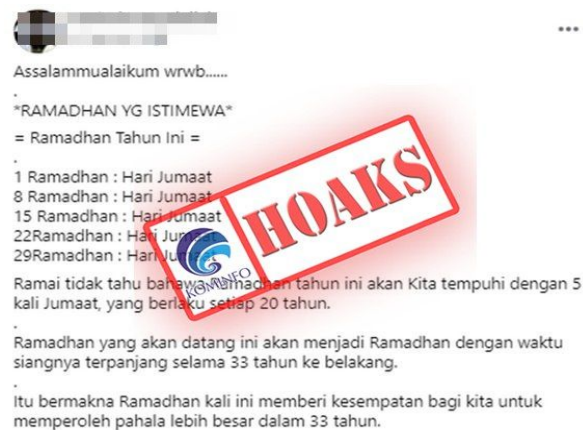 Assalammualaikum wrwb......
.
*RAMADHAN YG ISTIMEWA*
= Ramadhan Tahun Ini =
.
1 Ramadhan : Hari Jumaat
8 Ramadhan : Hari Jumaat
15 Ramadhan : Hari Jumaat
22Ramadhan : Hari Jumaat
29Ramadhan : Hari
HOAKS
KOMINFO
Ramai tidak tahu bahawa Ramadhan tahun ini akan Kita tempuhi dengan 5
kali Jumaat, yang berlaku setiap 20 tahun.
.
Ramadhan yang akan datang ini akan menjadi Ramadhan dengan waktu
siangnya terpanjang selama 33 tahun ke belakang.
.
Itu bermakna Ramadhan kali ini memberi kesempatan bagi kita untuk
memperoleh pahala lebih besar dalam 33 tahun.